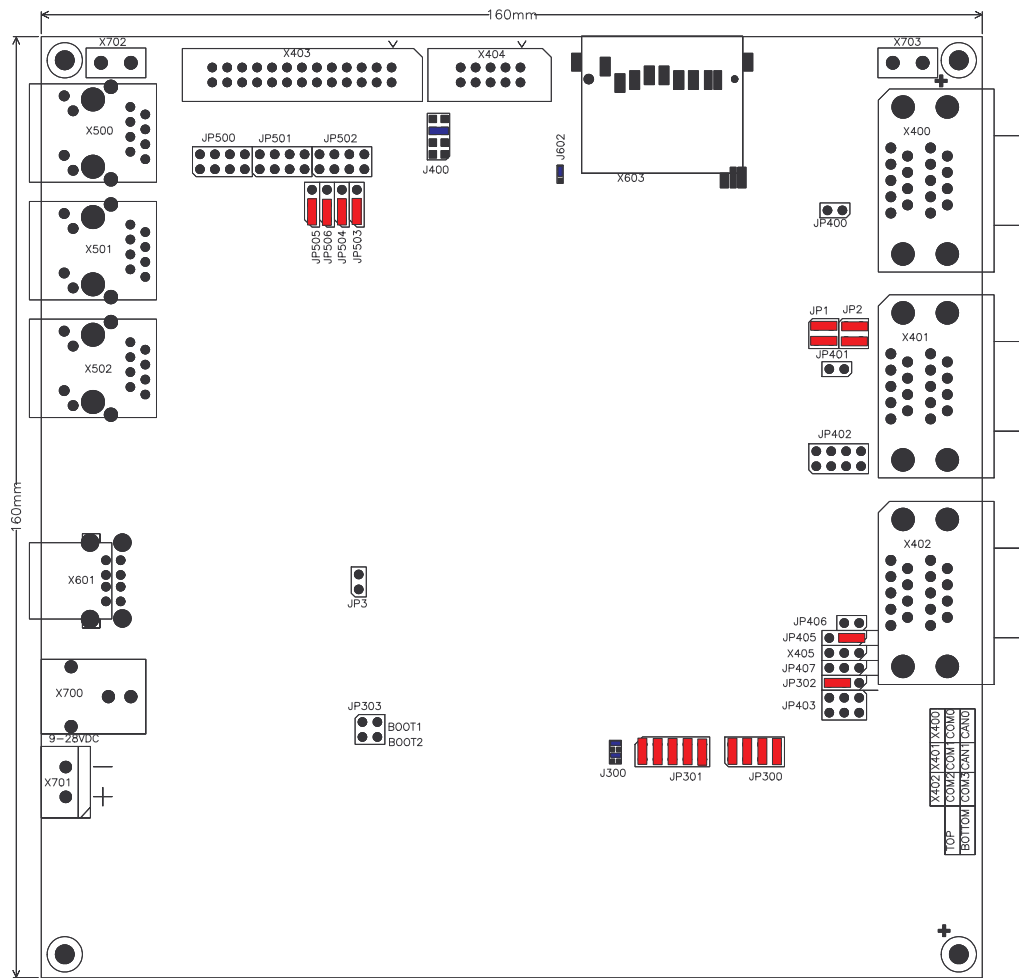 160mm
X702
X403
X404
X703
X500
JP500
JP501
JP502
J400
J602
X603
X400
JP400
JP505
JP506
JP504
JP503
X501
JP1
JP2
X401
JP401
X502
JP402
160mm
X402
X601
JP3
JP406
JP405
X405
JP407
JP302
JP403
X700
JP303
BOOT1
BOOT2
9-28VDC
X701
—
+
J300
JP301
JP300
X402 X401 X400
TOP COM2 COM1 COM0
BOTTOM COM3 CAN1 CAN0